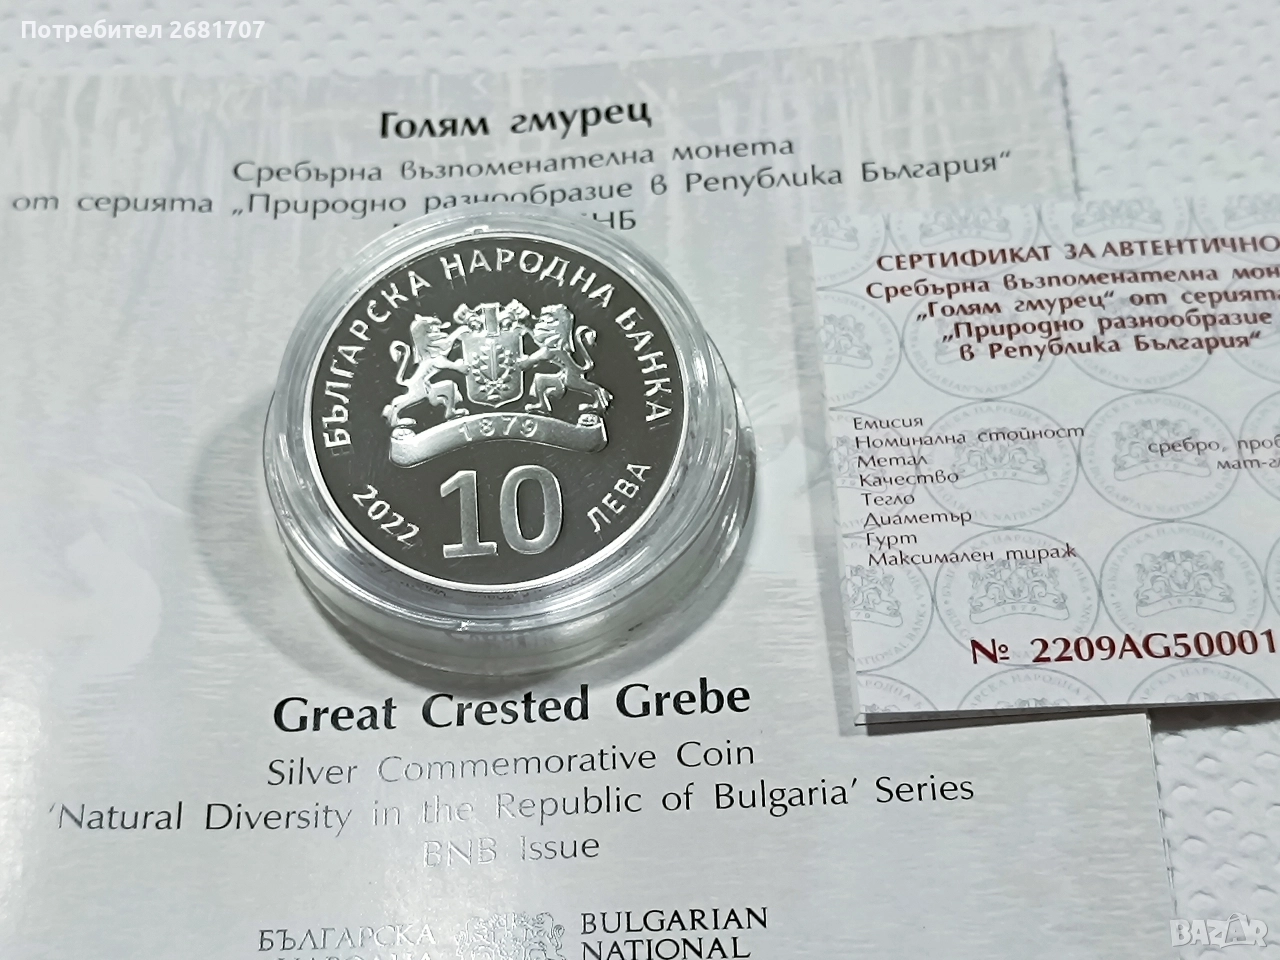 Потребител 2681707
Голям гмурец
Сребърна възпоменателна монета
от серията „Природно разнообразие в Република България“
БЪЛГАРСКА НАРОДНА БАНКА
1879
2022
10
ЛЕВА
СЕРТИФИКАТ ЗА АВТЕНТИЧНО
Сребърна възпоменателна мон
„Голям гмурец“ от серията
„Природно разнообразие
в Република България“
Емисия
Номинална стойност
Метал
сребро, проб
Качество
мат-г
Тегло
Диаметър
Гурт
Максимален тираж
№ 2209AG50001
Great Crested Grebe
Silver Commemorative Coin
'Natural Diversity in the Republic of Bulgaria' Series
BNB Issue
БЪЛГАРСКА
BULGARIAN
NATIONAL
BAZAR